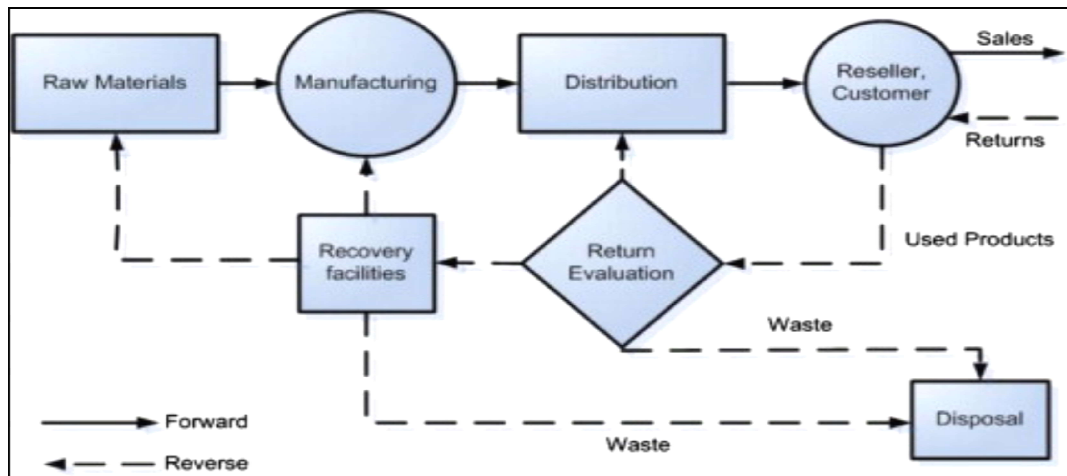 Sales
Raw Materials
Manufacturing
Distribution
Reseller,
Customer
Returns
Recovery
facilities
Return
Evaluation
Used Products
Waste
Disposal
Forward
Waste
Reverse